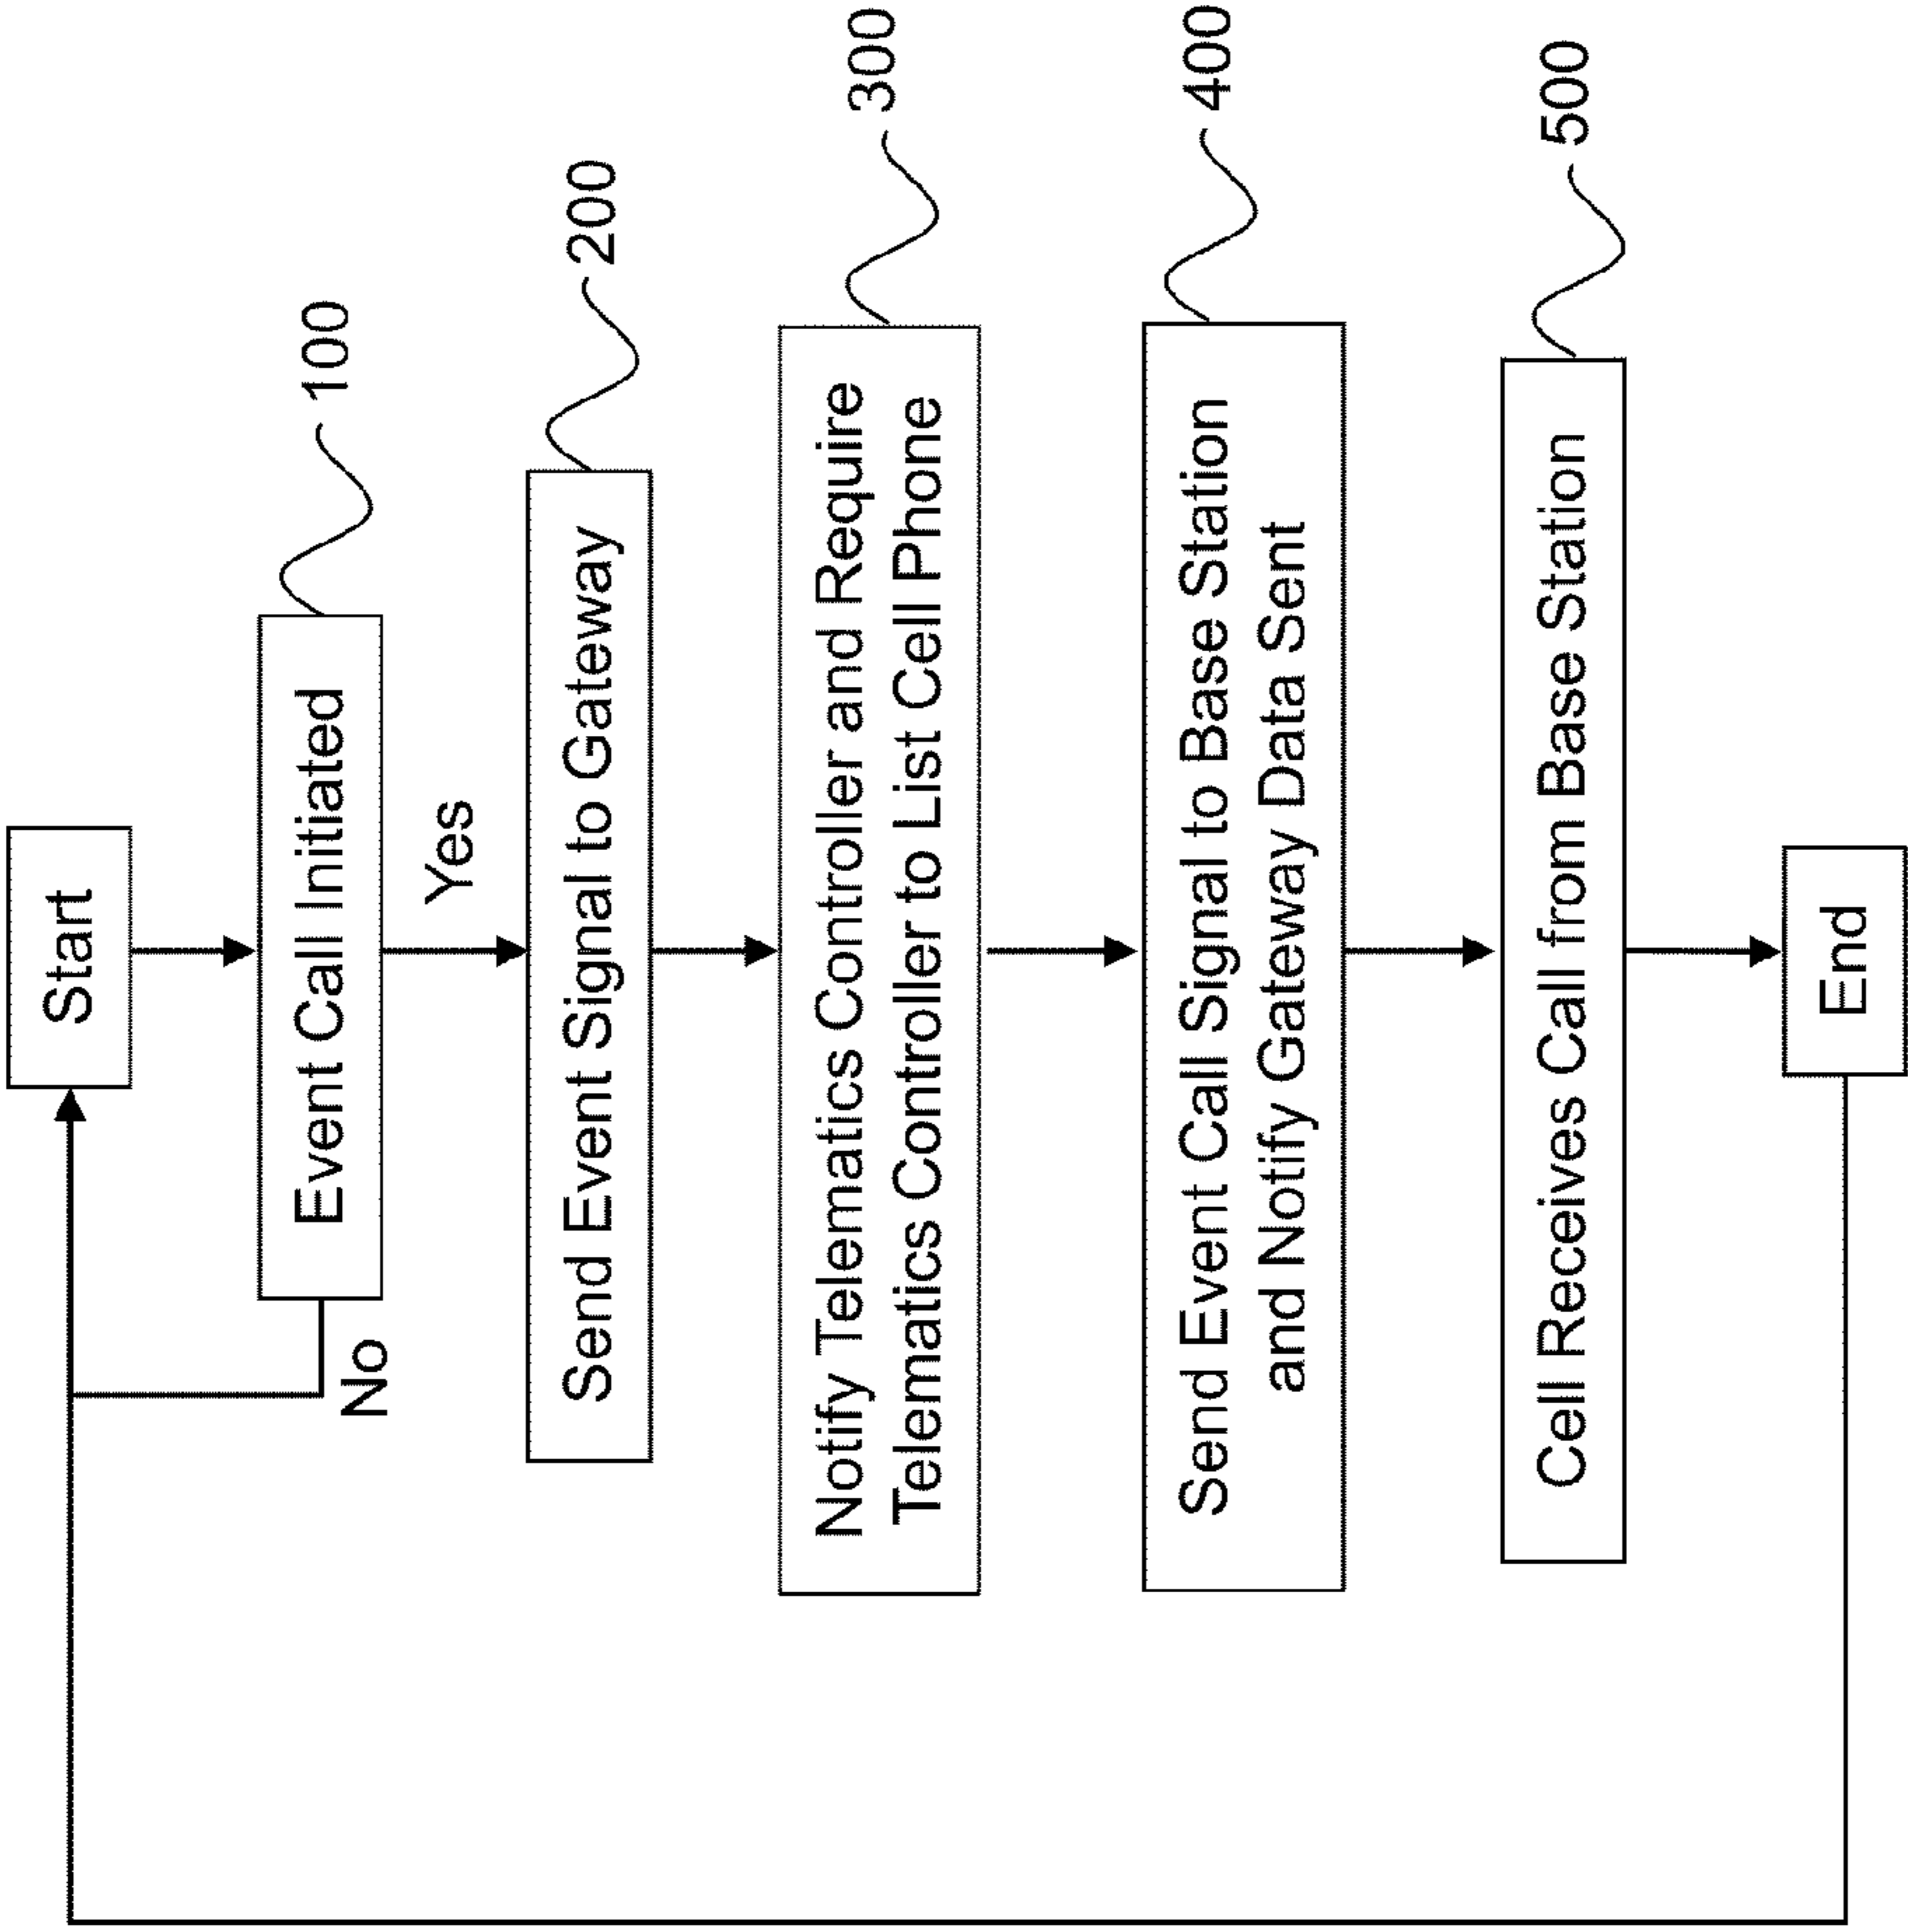 Start
Event Call Initiated
100
Yes
No
Send Event Signal to Gateway
200
Notify Telematics Controller and Require
Telematics Controller to List Cell Phone
300
Send Event Call Signal to Base Station
and Notify Gateway Data Sent
400
Cell Receives Call from Base Station
500
End